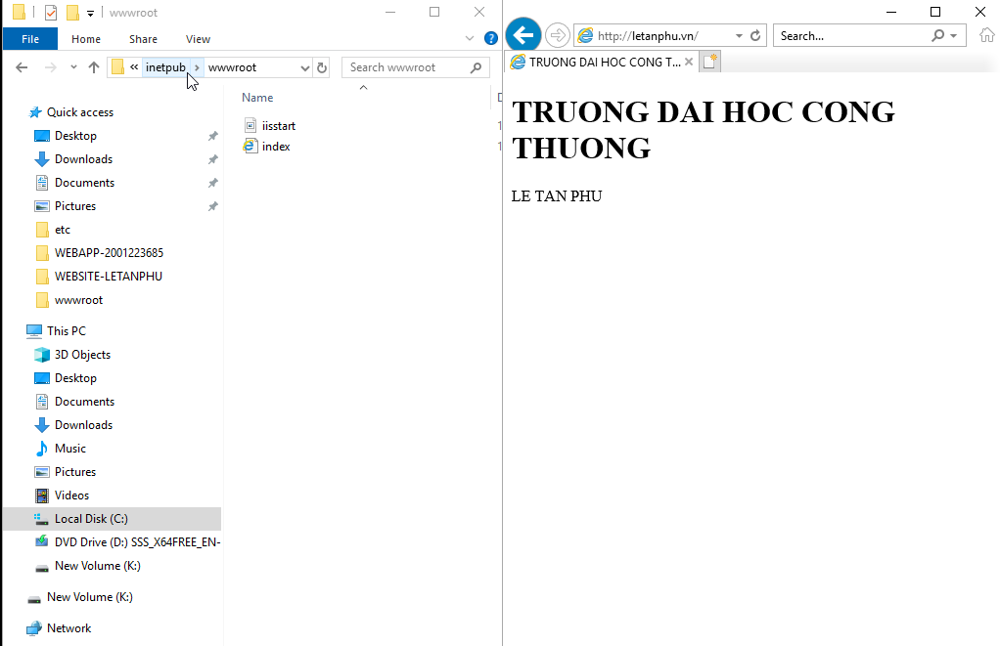 wwwroot
File Home Share View
« inetpub › wwwroot
Search wwwroot
Name
D
iisstart
1
index
1
Quick access
Desktop
Downloads
Documents
Pictures
etc
WEBAPP-2001223685
WEBSITE-LETANPHU
wwwroot
This PC
3D Objects
Desktop
Documents
Downloads
Music
Pictures
Videos
Local Disk (C:)
DVD Drive (D:) SSS_X64FREE_EN-
New Volume (K:)
New Volume (K:)
Network
http://letanphu.vn/
Search...
TRUONG DAI HOC CONG T...
TRUONG DAI HOC CONG
THUONG
LE TAN PHU